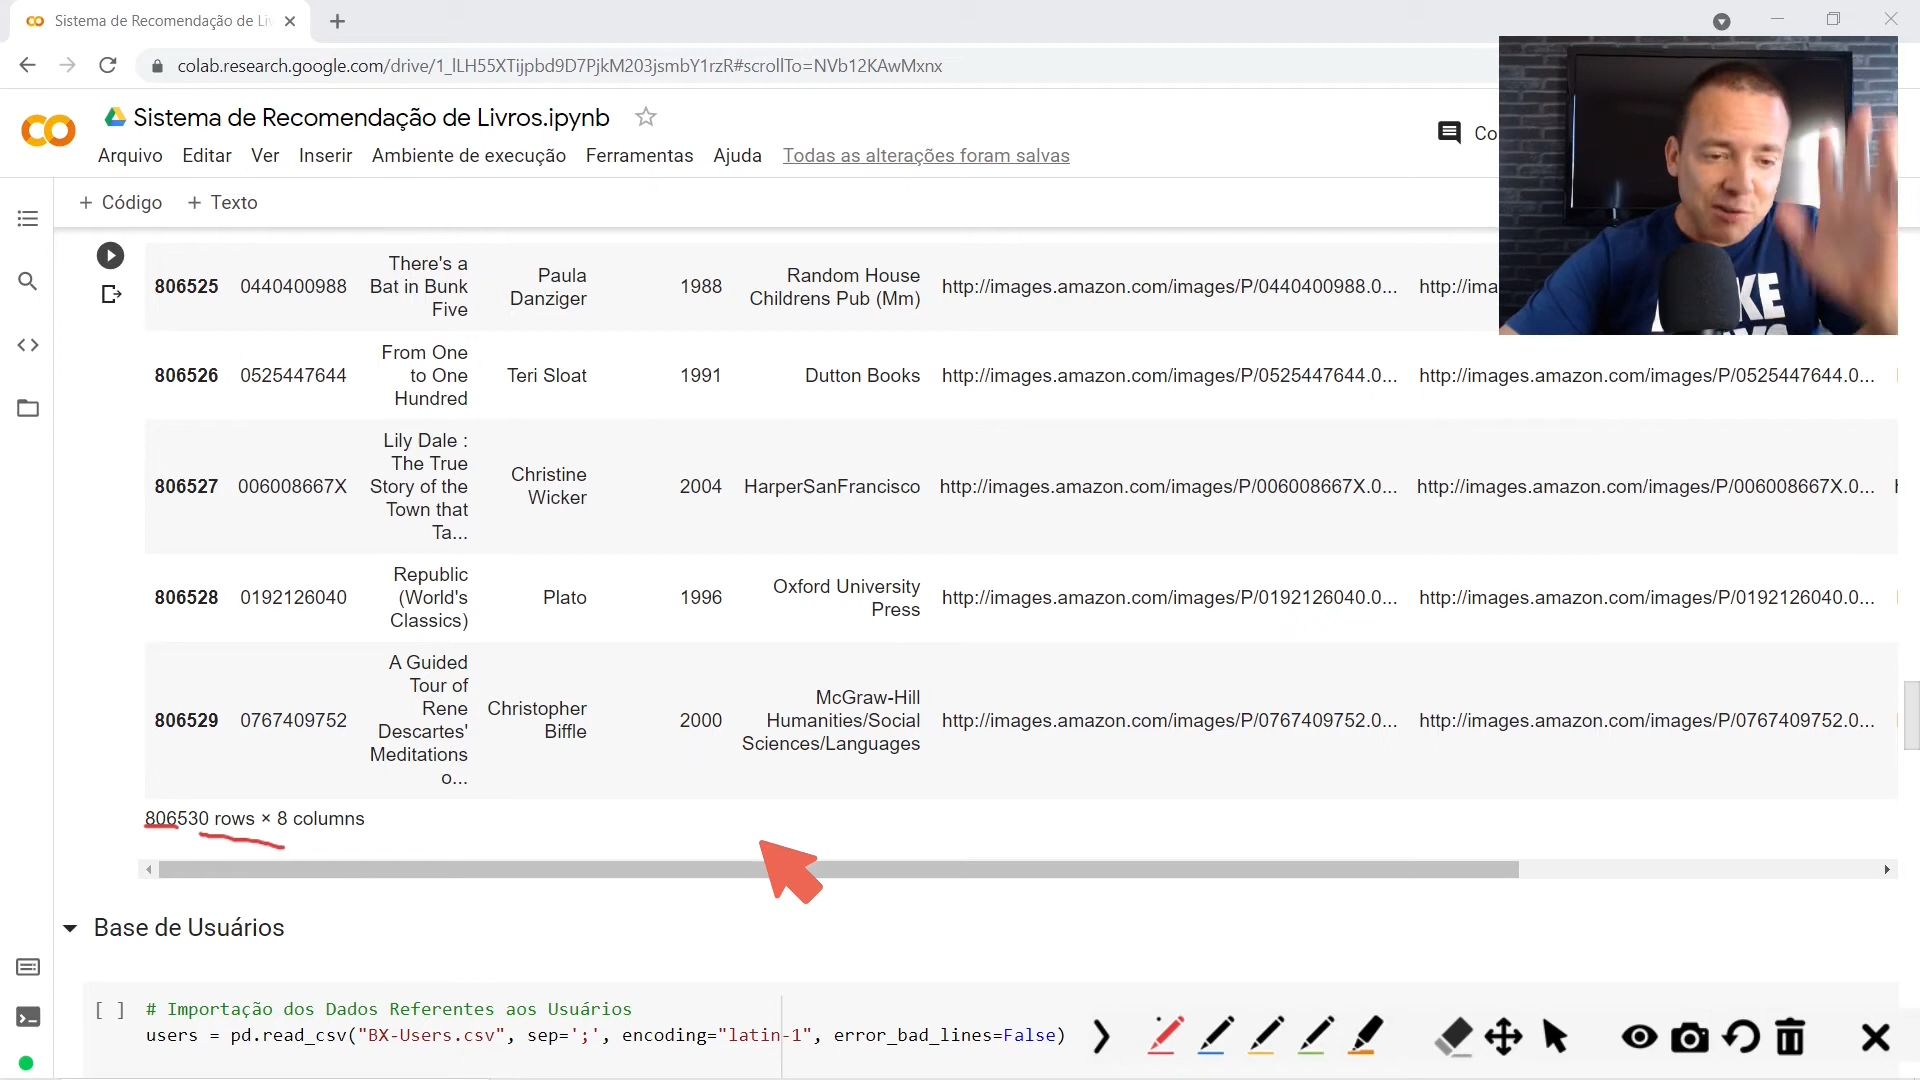 Sistema de Recomendação de Li
colab.research.google.com/drive/1_lLH55XTijpbd9D7PjkM203jsmbY1rzR#scrollTo=NVb12KAwMxnx
Sistema de Recomendação de Livros.ipynb
Co
Arquivo Editar Ver Inserir Ambiente de execução Ferramentas Ajuda Todas as alterações foram salvas
+ Código + Texto
806525 0440400988 There's a Bat in Bunk Five Paula Danziger 1988 Random House Childrens Pub (Mm) http://images.amazon.com/images/P/0440400988.0... http://ima
806526 0525447644 From One to One Hundred Teri Sloat 1991 Dutton Books http://images.amazon.com/images/P/0525447644.0... http://images.amazon.com/images/P/0525447644.0...
806527 006008667X Lily Dale : The True Story of the Town that Ta... Christine Wicker 2004 HarperSanFrancisco http://images.amazon.com/images/P/006008667X.0... http://images.amazon.com/images/P/006008667X.0...
806528 0192126040 Republic (World's Classics) Plato 1996 Oxford University Press http://images.amazon.com/images/P/0192126040.0... http://images.amazon.com/images/P/0192126040.0...
806529 0767409752 A Guided Tour of Rene Descartes' Meditations o... Christopher Biffle 2000 McGraw-Hill Humanities/Social Sciences/Languages http://images.amazon.com/images/P/0767409752.0... http://images.amazon.com/images/P/0767409752.0...
806530 rows × 8 columns
Base de Usuários
[ ] # Importação dos Dados Referentes aos Usuários
users = pd.read_csv("BX-Users.csv", sep=';', encoding="latin-1", error_bad_lines=False)